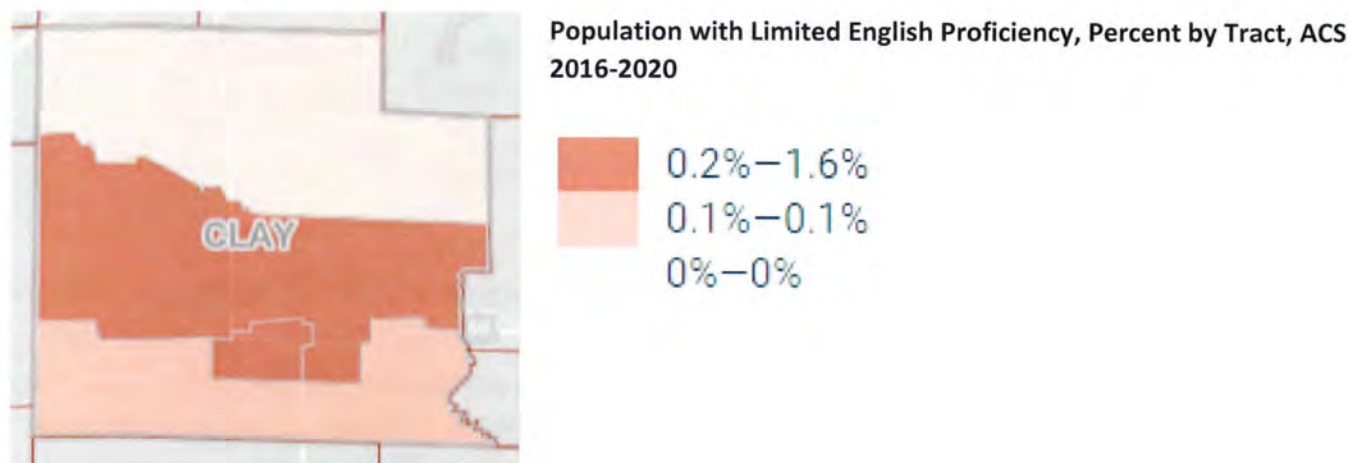 Population with Limited English Proficiency, Percent by Tract, ACS
2016-2020
0.2%—1.6%
0.1%—0.1%
0%—0%
CLAY